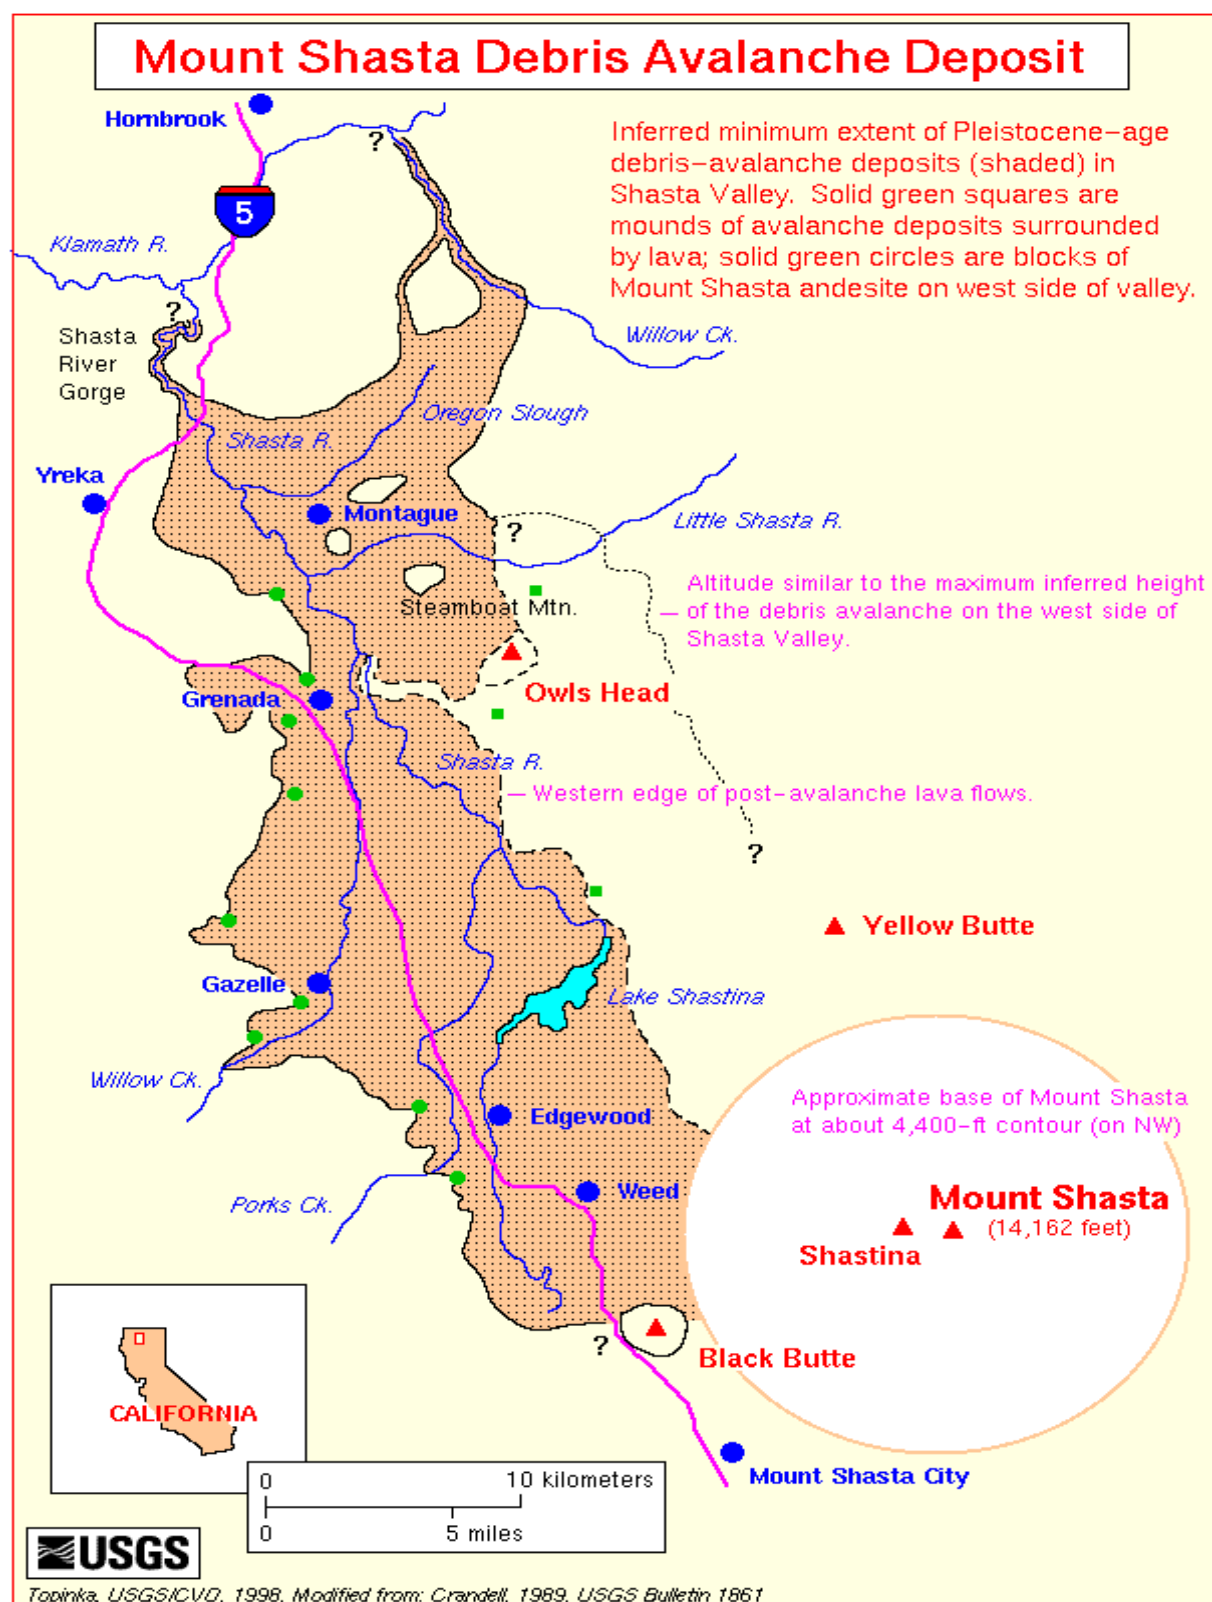 Mount Shasta Debris Avalanche Deposit
Hornbrook
?
Inferred minimum extent of Pleistocene-age
debris-avalanche deposits (shaded) in
Shasta Valley. Solid green squares are
mounds of avalanche deposits surrounded
by lava; solid green circles are blocks of
Mount Shasta andesite on west side of valley.
5
Klamath R.
?
Shasta
River
Gorge
Willow Ck.
Oregon Slough
Shasta R.
Yreka
Montague
?
Little Shasta R.
Altitude similar to the maximum inferred height
of the debris avalanche on the west side of
Shasta Valley.
Steamboat Mtn.
Owls Head
Grenada
Shasta R.
Western edge of post-avalanche lava flows.
?
Yellow Butte
Gazelle
Lake Shastina
Willow Ck.
Approximate base of Mount Shasta
at about 4,400-ft contour (on NW)
Edgewood
Weed
Porks Ck.
Mount Shasta
(14,162 feet)
Shastina
?
Black Butte
CALIFORNIA
Mount Shasta City
0 10 kilometers
0 5 miles
USGS
Topinka, USGS/CVO, 1998, Modified from: Crandell, 1989, USGS Bulletin 1861